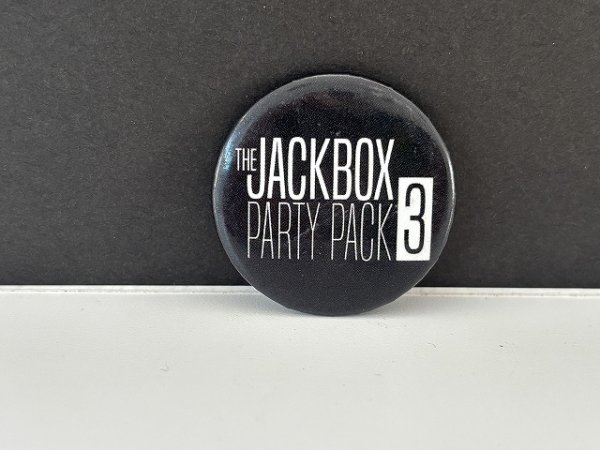 THE JACKBOX
PARTY PACK 3